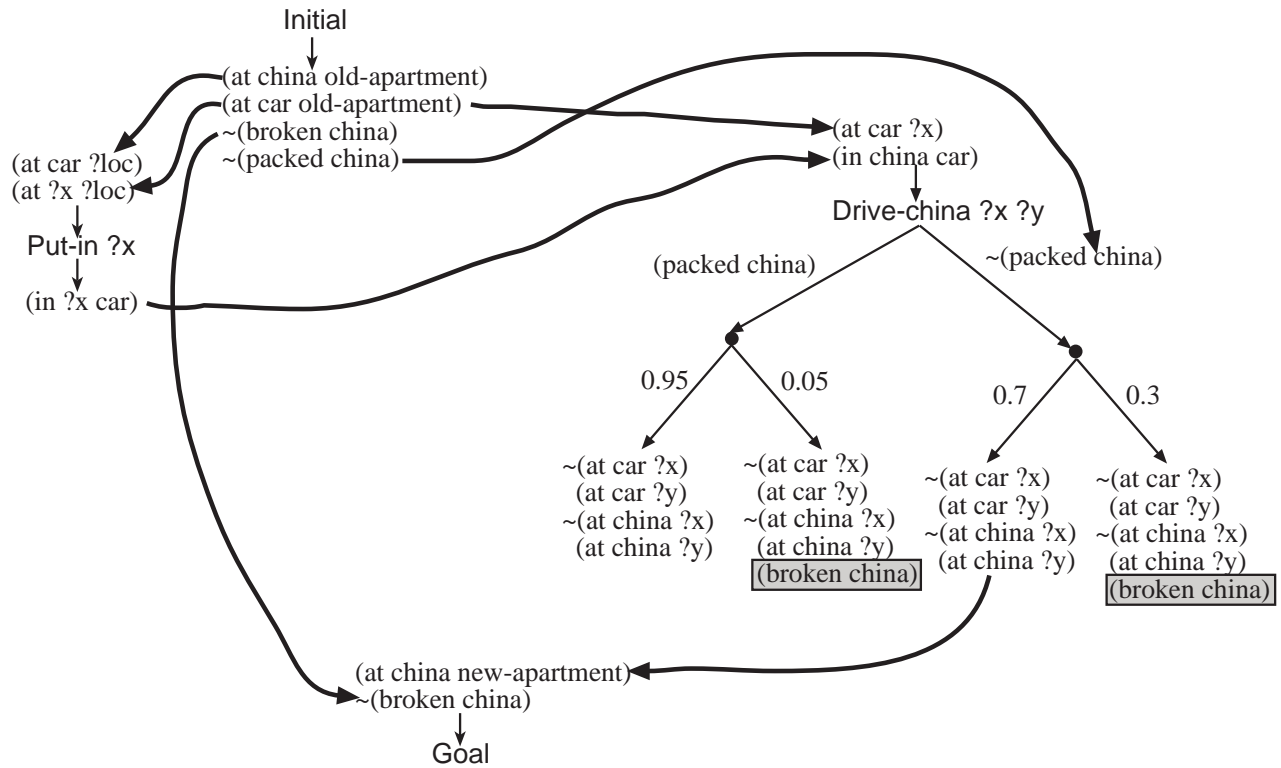 Initial
(at china old-apartment)
(at car old-apartment)
~(broken china)
~(packed china)
(at car ?loc)
(at ?x ?loc)
Put-in ?x
(in ?x car)
(at car ?x)
(in china car)
Drive-china ?x ?y
(packed china)
~(packed china)
0.95
0.05
0.7
0.3
~(at car ?x)
(at car ?y)
~(at china ?x)
(at china ?y)
~(at car ?x)
(at car ?y)
~(at china ?x)
(at china ?y)
(broken china)
~(at car ?x)
(at car ?y)
~(at china ?x)
(at china ?y)
~(at car ?x)
(at car ?y)
~(at china ?x)
(at china ?y)
(broken china)
(at china new-apartment)
~(broken china)
Goal